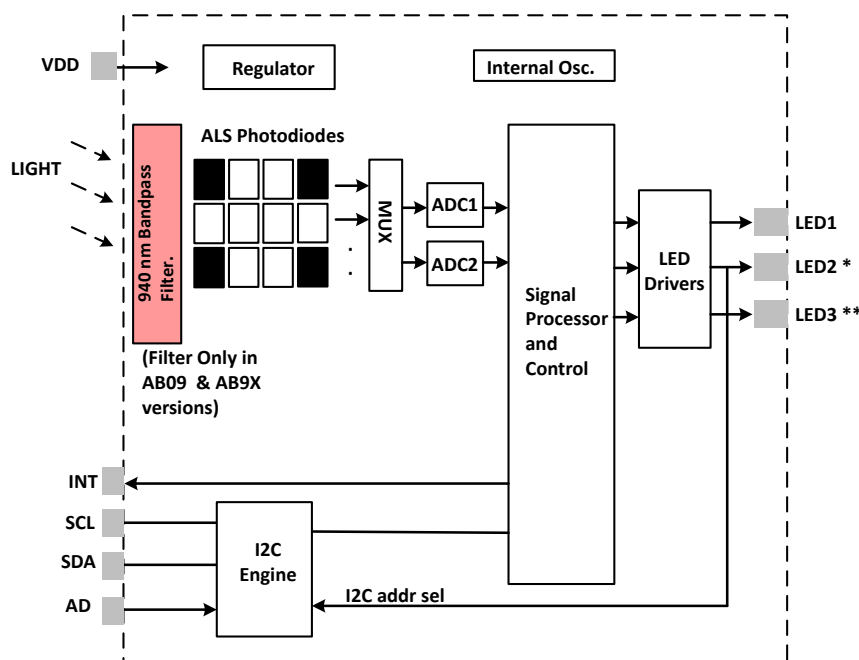 VDD
Regulator
Internal Osc.
LIGHT
940 nm Bandpass
Filter.
ALS Photodiodes
MUX
ADC1
ADC2
Signal
Processor
and
Control
LED
Drivers
LED1
LED2 *
LED3 **
(Filter Only in
AB09 & AB9X
versions)
INT
SCL
SDA
AD
I2C
Engine
I2C addr sel